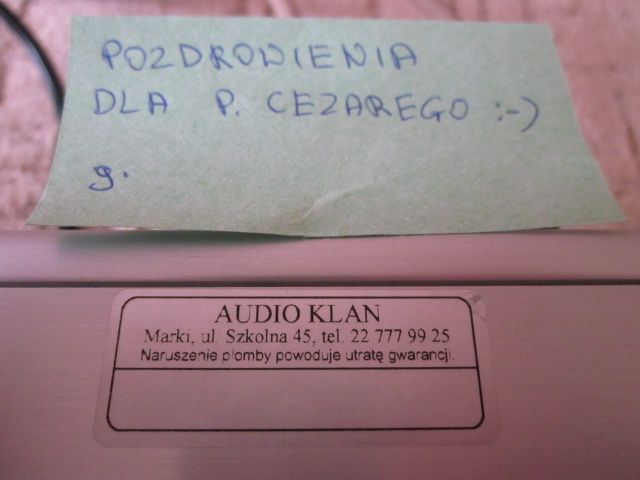 POZDROWIENIA
DLA P. CEZAREGO :-)
g.
AUDIO KLAN
Marki, ul. Szkolna 45, tel. 22 777 99 25
Naruszenie plomby powoduje utratę gwarancji.